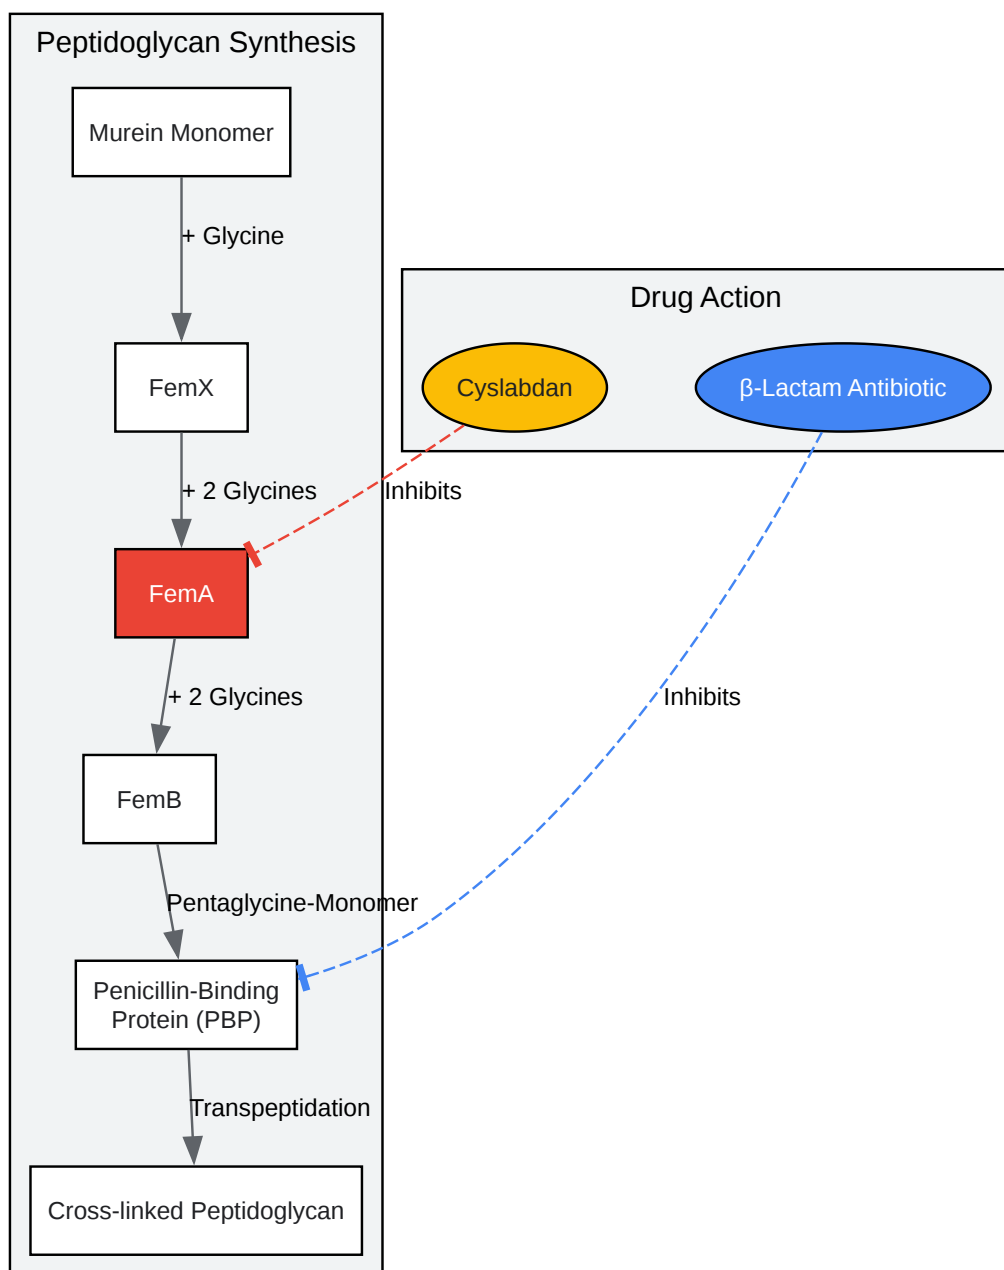 Peptidoglycan Synthesis
Murein Monomer
+ Glycine
FemX
+ 2 Glycines
FemA
+ 2 Glycines
FemB
Pentaglycine-Monomer
Penicillin-Binding
Protein (PBP)
Transpeptidation
Cross-linked Peptidoglycan
Drug Action
Cyslabdan
β-Lactam Antibiotic
Inhibits
Inhibits